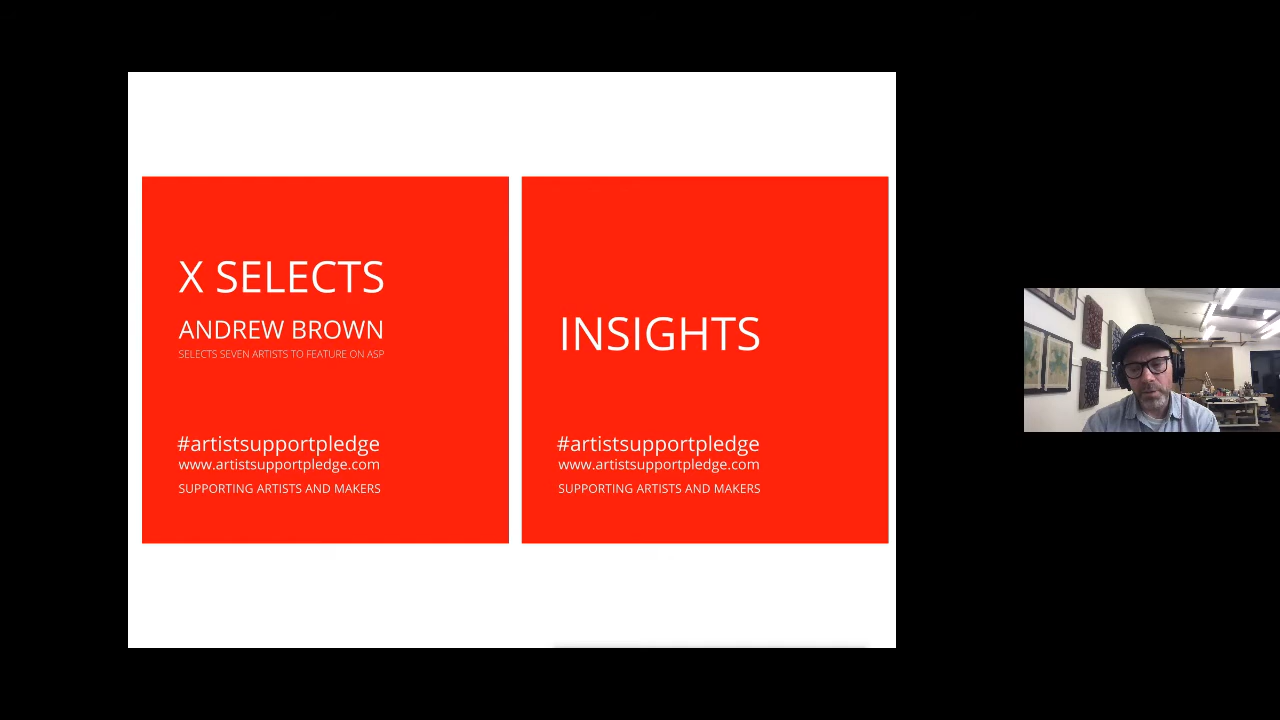 X SELECTS
ANDREW BROWN
SELECTS SEVEN ARTISTS TO FEATURE ON ASP
#artistsupportpledge
www.artistsupportpledge.com
SUPPORTING ARTISTS AND MAKERS
INSIGHTS
#artistsupportpledge
www.artistsupportpledge.com
SUPPORTING ARTISTS AND MAKERS